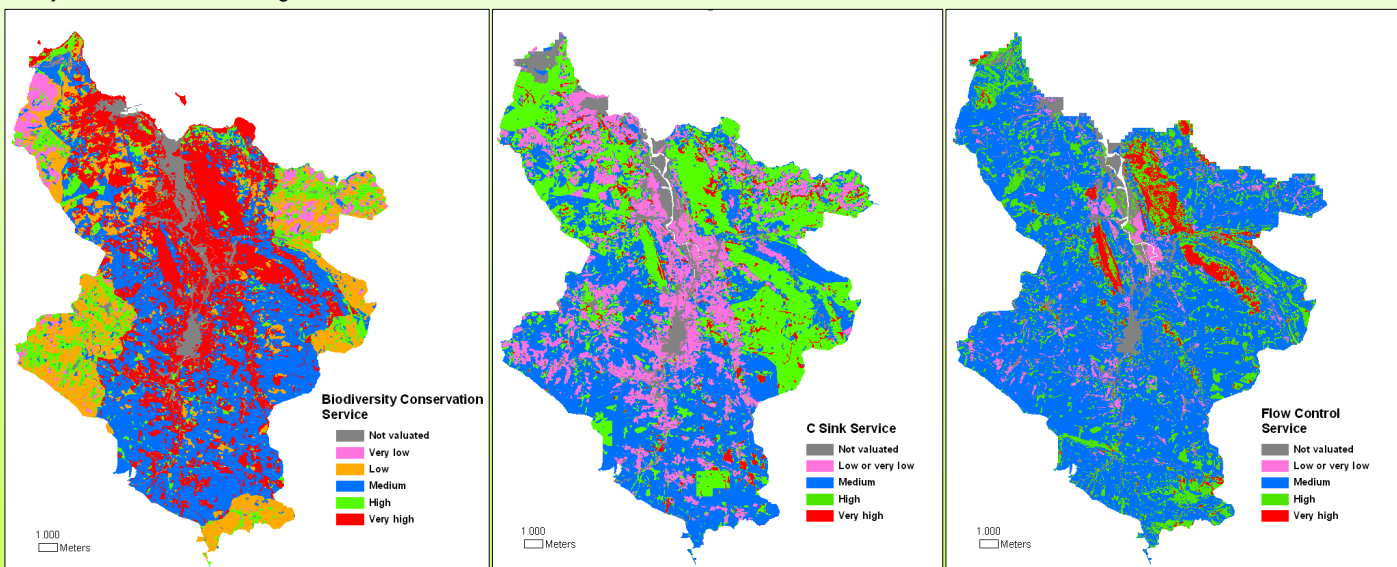 Biodiversity Conservation
Service
Not valuated
Very low
Low
Medium
High
Very high
1.000
Meters
C Sink Service
Not valuated
Low or very low
Medium
High
Very high
1.000
Meters
Flow Control
Service
Not valuated
Low or very low
Medium
High
Very high
1.000
Meters